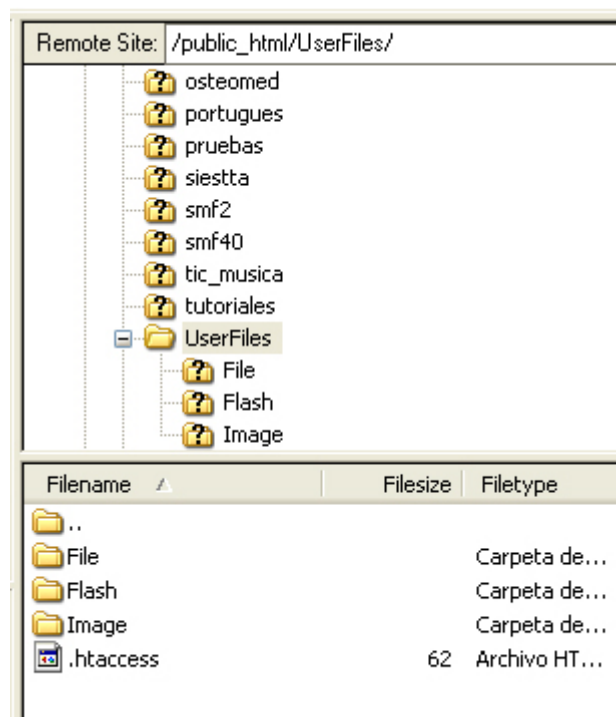 Remote Site: /public_html/UserFiles/
osteomed
portugues
pruebas
siestta
smf2
smf40
tic_musica
tutoriales
UserFiles
File
Flash
Image
Filename Filesize Filetype
..
File Carpeta de...
Flash Carpeta de...
Image Carpeta de...
.htaccess 62 Archivo HT...